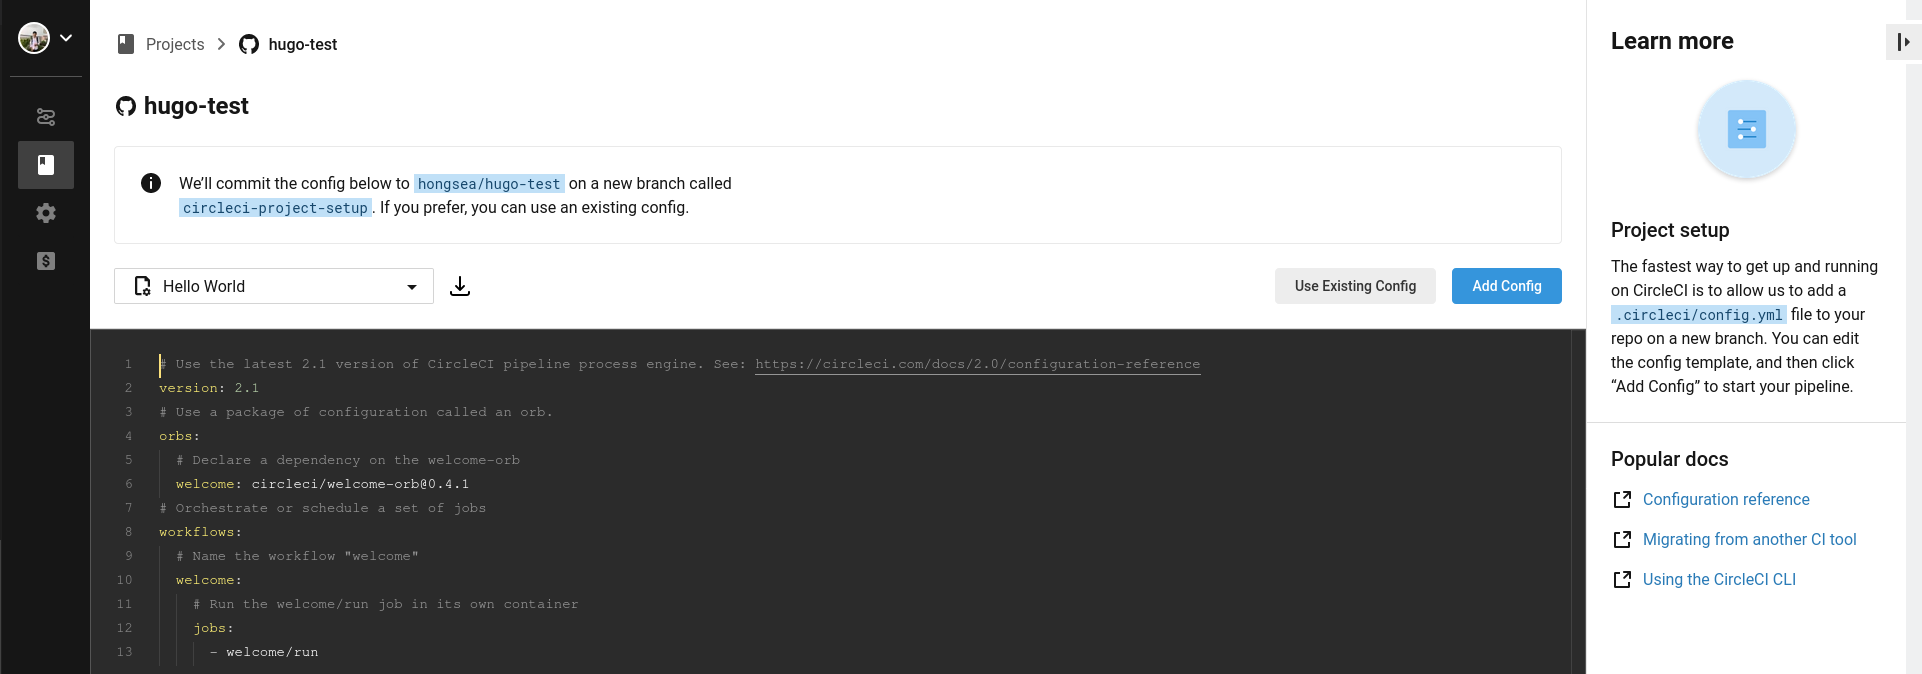 Projects > hugo-test
hugo-test
We'll commit the config below to hongsea/hugo-test on a new branch called
circleci-project-setup. If you prefer, you can use an existing config.
Hello World
Use Existing Config
Add Config
1 # Use the latest 2.1 version of CircleCI pipeline process engine. See: https://circleci.com/docs/2.0/configuration-reference
2 version: 2.1
3 # Use a package of configuration called an orb.
4 orbs:
5   # Declare a dependency on the welcome-orb
6   welcome: circleci/welcome-orb@0.4.1
7 # Orchestrate or schedule a set of jobs
8 workflows:
9   # Name the workflow "welcome"
10   welcome:
11     # Run the welcome/run job in its own container
12     jobs:
13       - welcome/run
Learn more
Project setup
The fastest way to get up and running
on CircleCI is to allow us to add a
.circleci/config.yml file to your
repo on a new branch. You can edit
the config template, and then click
“Add Config” to start your pipeline.
Popular docs
Configuration reference
Migrating from another CI tool
Using the CircleCI CLI